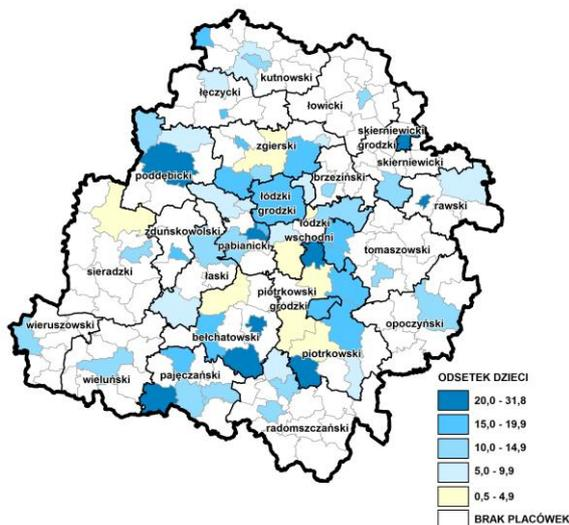 kutnowski
łęczycki
łowicki
skierniewicki
grodzki
zgierski
skierniewicki
poddębicki
brzeziński
łódzki
grodzki
rawski
zduńskowolski
łódzki
wschodni
pabianicki
tomaszowski
sieradzki
łaski
piotrkowski
grodzki
wieruszowski
opoczyński
bełchatowski
piotrkowski
wieluński
pajęczański
radomszczański
ODSETEK DZIECI
20,0 - 31,8
15,0 - 19,9
10,0 - 14,9
5,0 - 9,9
0,5 - 4,9
BRAK PLACÓWEK